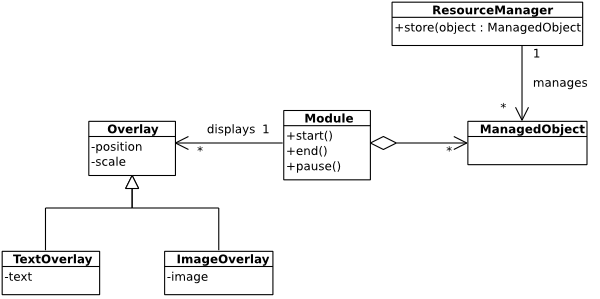 ResourceManager
+store(object : ManagedObject
1
manages
*
Module
+start()
+end()
+pause()
Overlay
-position
-scale
displays 1
*
*
ManagedObject
TextOverlay
-text
ImageOverlay
-image